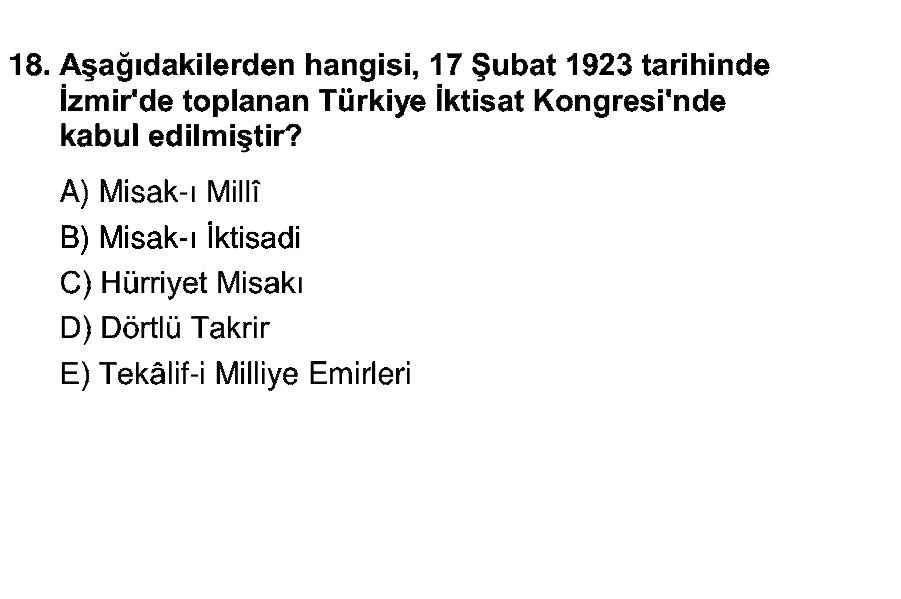 18. Aşağıdakilerden hangisi, 17 Şubat 1923 tarihinde
İzmir'de toplanan Türkiye İktisat Kongresi'nde
kabul edilmiştir?
A) Misak-ı Millî
B) Misak-ı İktisadi
C) Hürriyet Misakı
D) Dörtlü Takrir
E) Tekâlif-i Milliye Emirleri